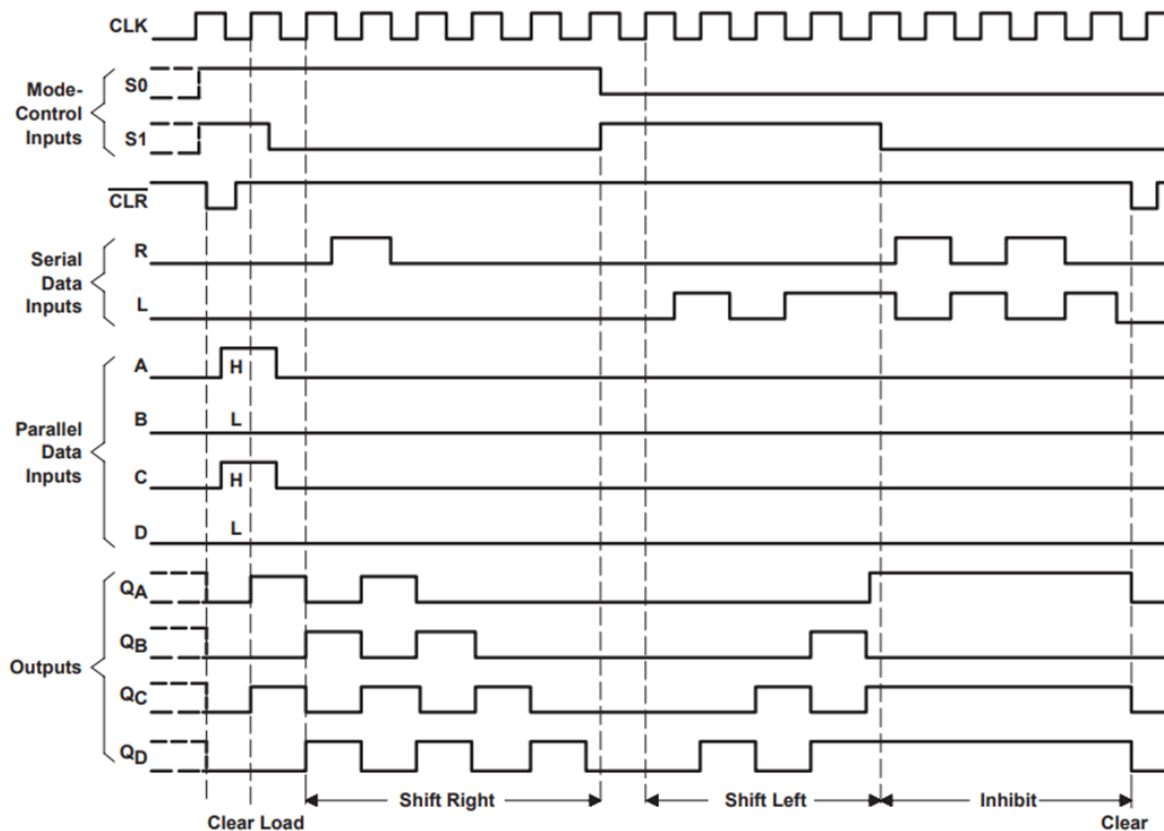 CLK
Mode-
Control
Inputs
S0
S1
CLR
Serial
Data
Inputs
R
L
Parallel
Data
Inputs
A
H
B
L
C
H
D
L
Outputs
QA
QB
QC
QD
Shift Right
Shift Left
Inhibit
Clear Load
Clear